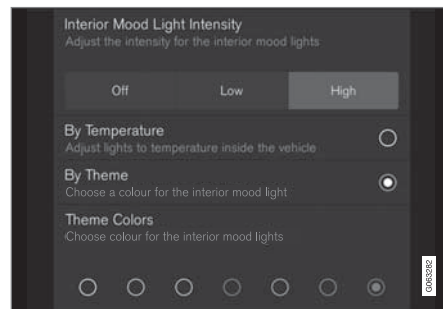 Interior Mood Light Intensity
Adjust the intensity for the interior mood lights
Off Low High
By Temperature
Adjust lights to temperature inside the vehicle
By Theme
Choose a colour for the interior mood light
Theme Colors
Choose colour for the interior mood lights
G063282